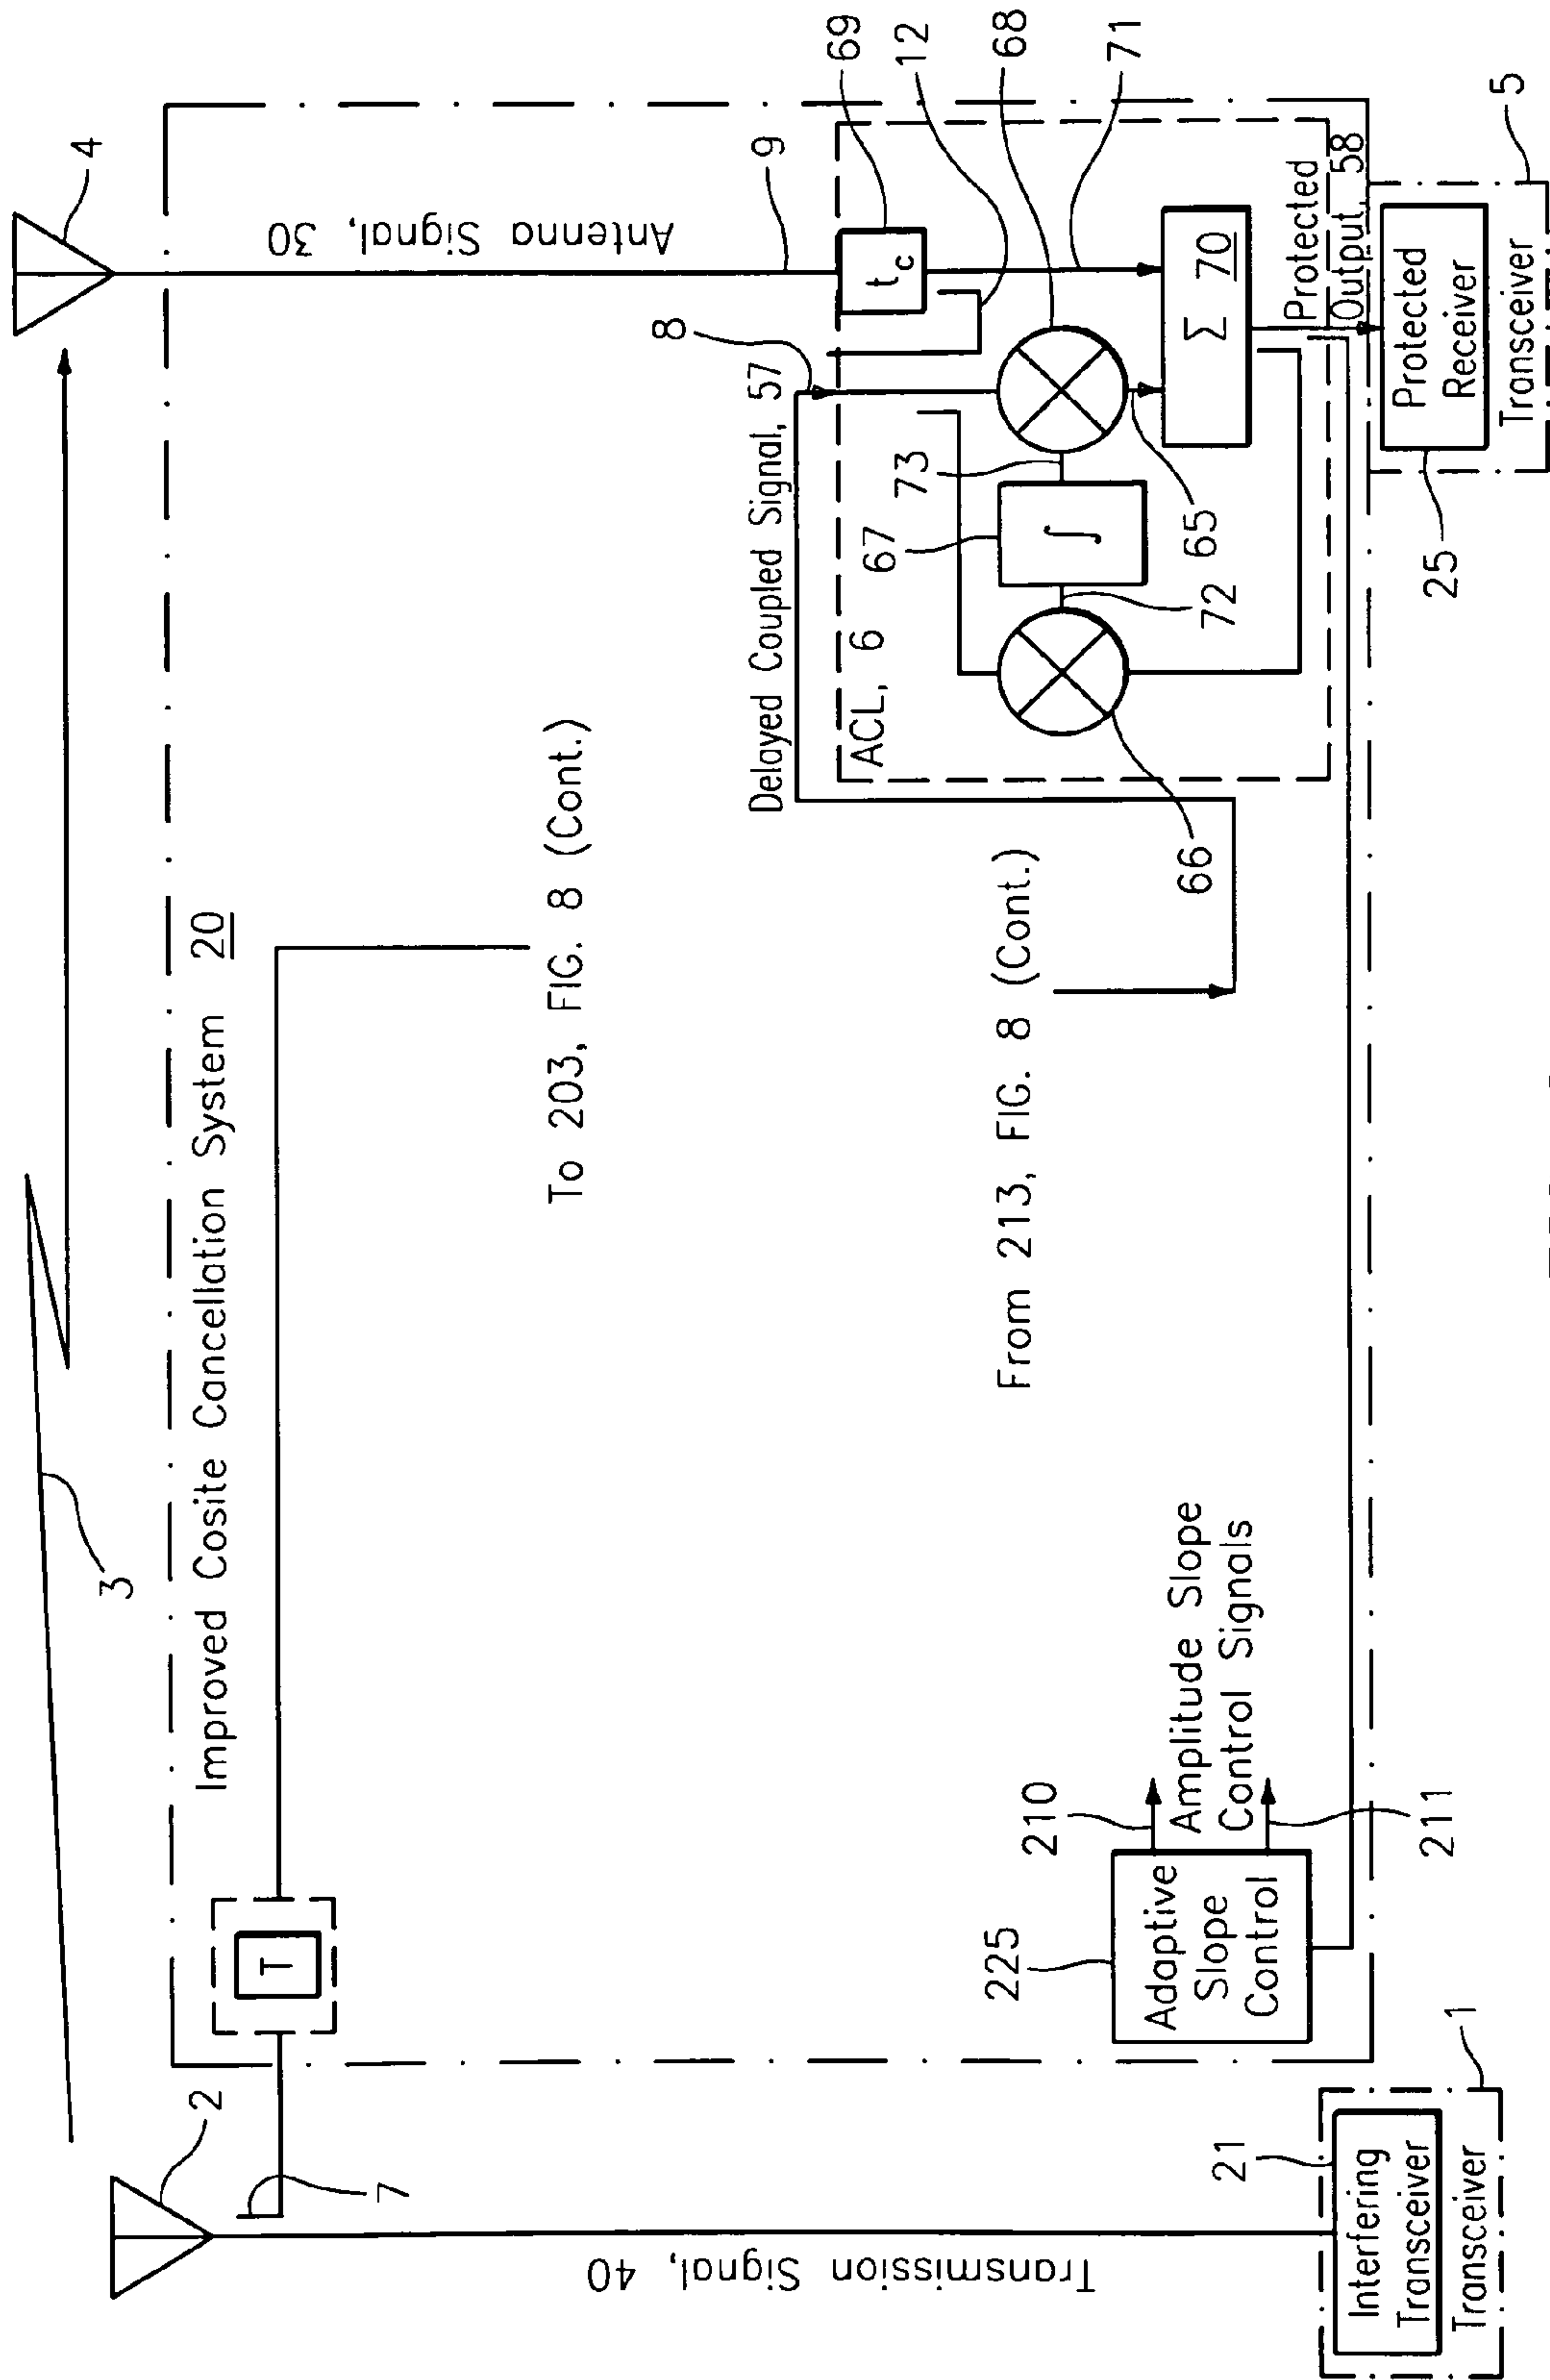 3
4
Improved Cosite Cancellation System 20
2
7
T
Transmission Signal, 40
Antenna Signal, 30
9
To 203, FIG. 8 (Cont.)
8
Delayed Coupled Signal, 57
ACL, 6
69
t c
12
67
73
68
∫
71
72
65
66
Σ 70
From 213, FIG. 8 (Cont.)
Protected
Output, 58
225
Adaptive
Slope
Control
210
Amplitude Slope
Control Signals
211
21
Interfering
Transceiver
Transceiver
1
25
Protected
Receiver
Transceiver
5